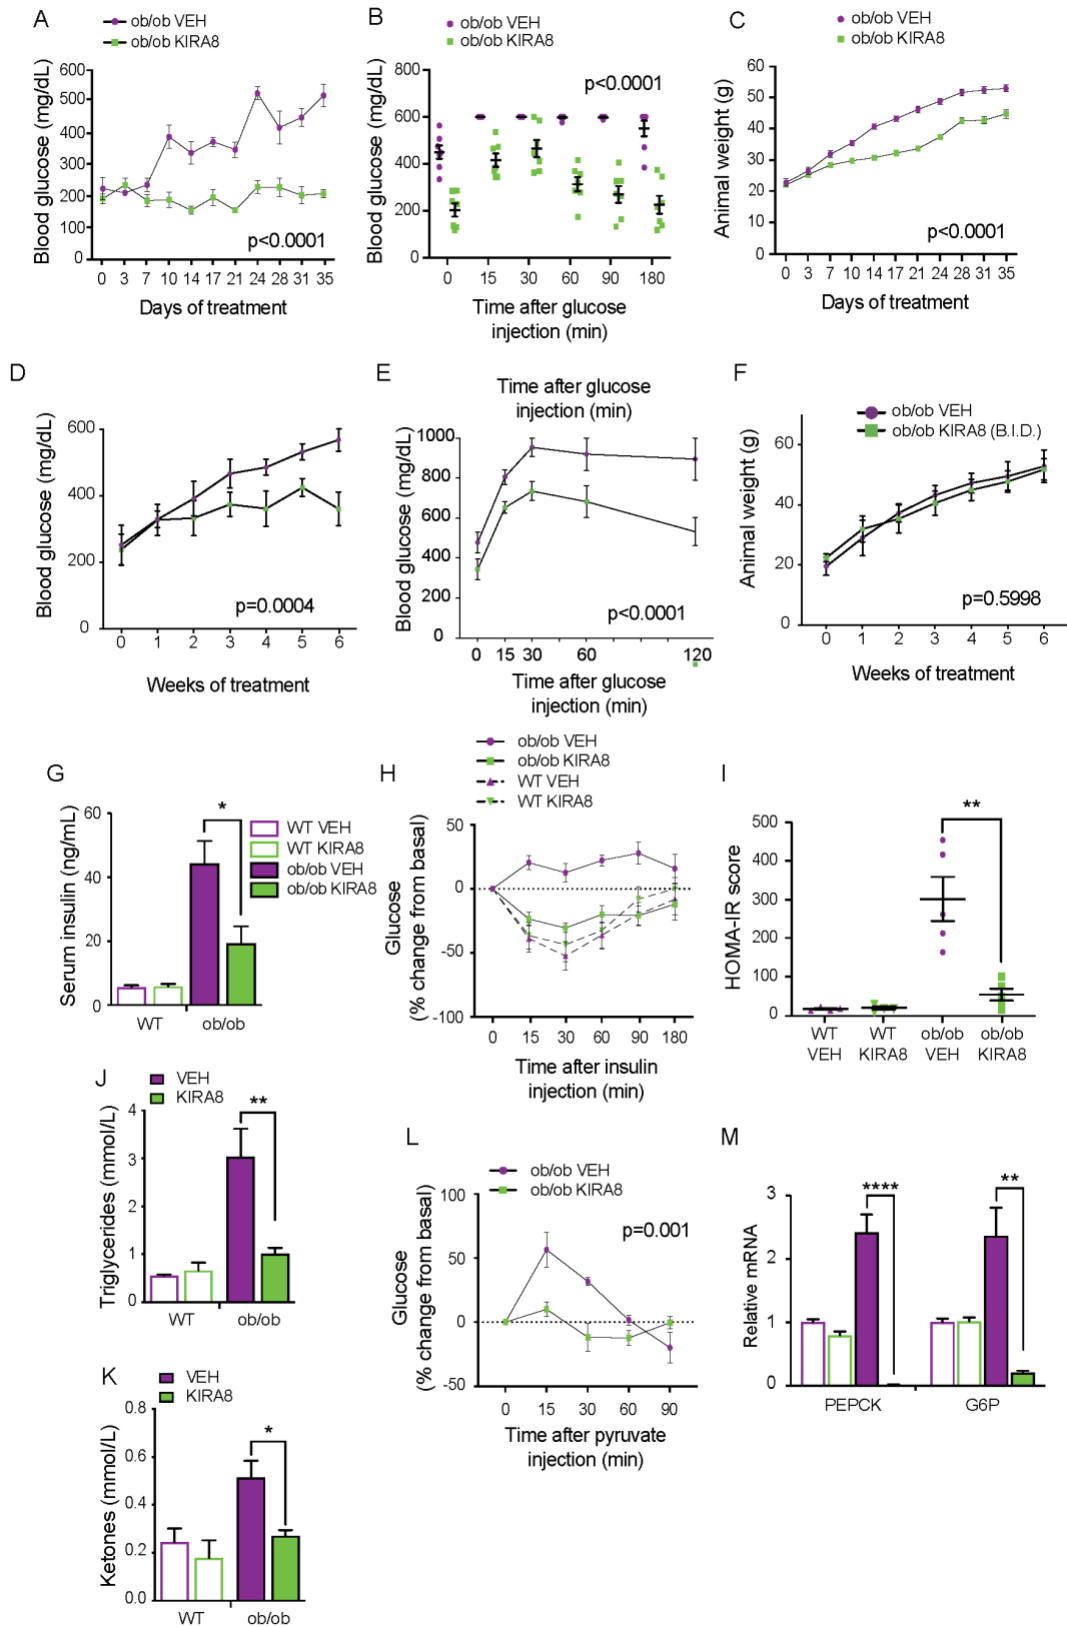 A
ob/ob VEH
ob/ob KIRA8
Blood glucose (mg/dL)
600
500
400
300
200
100
0
0 3 7 10 14 17 21 24 28 31 35
Days of treatment
p<0.0001
B
ob/ob VEH
ob/ob KIRA8
Blood glucose (mg/dL)
800
600
400
200
0
0 15 30 60 90 180
Time after glucose
injection (min)
p<0.0001
C
ob/ob VEH
ob/ob KIRA8
Animal weight (g)
60
50
40
30
20
10
0
0 3 7 10 14 17 21 24 28 31 35
Days of treatment
p<0.0001
D
Blood glucose (mg/dL)
600
400
200
0
0 1 2 3 4 5 6
Weeks of treatment
p=0.0004
E
Time after glucose
injection (min)
Blood glucose (mg/dL)
1000
800
600
400
200
0
0 15 30 60 120
Time after glucose
injection (min)
p<0.0001
F
ob/ob VEH
ob/ob KIRA8 (B.I.D.)
Animal weight (g)
60
40
20
0
0 1 2 3 4 5 6
Weeks of treatment
p=0.5998
G
Serum insulin (ng/mL)
60
40
20
0
WT ob/ob
*
WT VEH
WT KIRA8
ob/ob VEH
ob/ob KIRA8
H
ob/ob VEH
ob/ob KIRA8
WT VEH
WT KIRA8
Glucose
(% change from basal)
50
0
-50
-100
0 15 30 60 90 180
Time after insulin
injection (min)
I
HOMA-IR score
500
400
300
200
100
0
**
WT WT ob/ob ob/ob
VEH KIRA8 VEH KIRA8
J
VEH
KIRA8
Triglycerides (mmol/L)
4
3
2
1
0
**
WT ob/ob
K
VEH
KIRA8
Ketones (mmol/L)
0.8
0.6
0.4
0.2
0.0
*
WT ob/ob
L
ob/ob VEH
ob/ob KIRA8
Glucose
(% change from basal)
100
50
0
-50
p=0.001
0 15 30 60 90
Time after pyruvate
injection (min)
M
Relative mRNA
3
2
1
0
**** **
PEPCK G6P